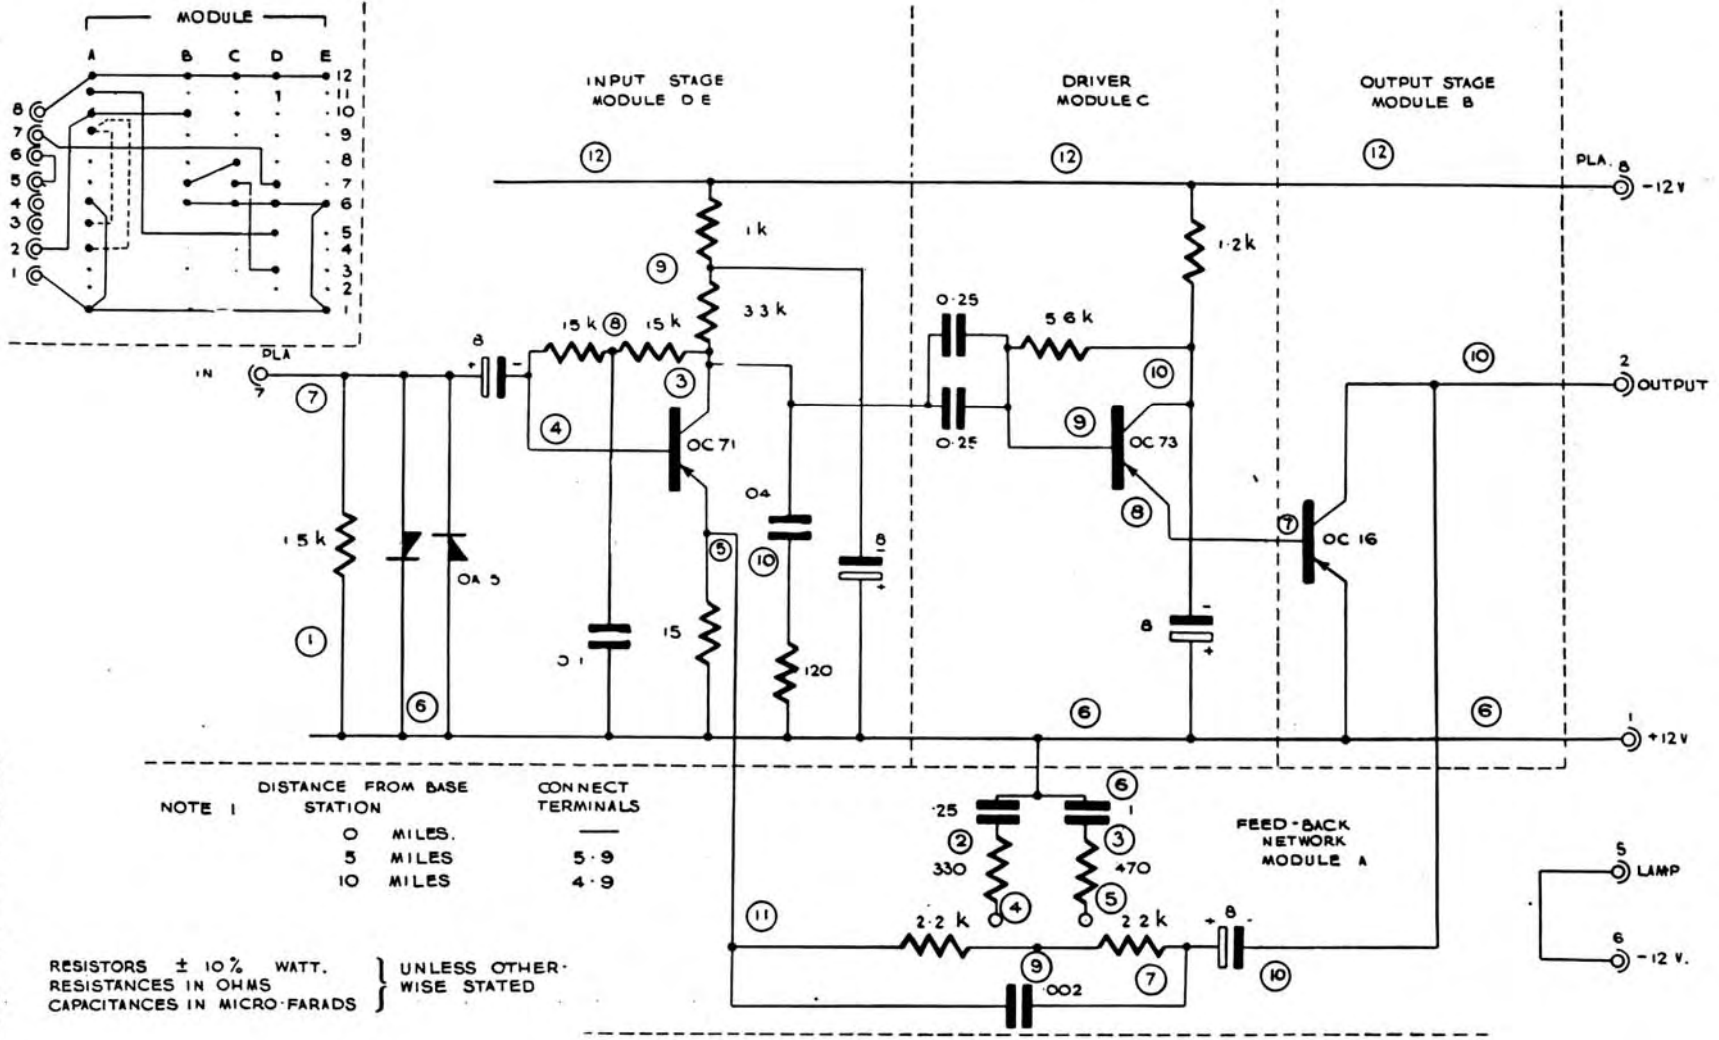 MODULE
A B C D E
12
11
10
9
8
7
6
5
4
3
2
1
8
7
6
5
4
3
2
1
INPUT STAGE
MODULE D E
DRIVER
MODULE C
OUTPUT STAGE
MODULE B
12
12
12
PLA. 8
-12 V
1k
9
33k
15k 8 15k
3
8
+ -
PLA
IN
7
7
4
OC 71
15k
OA 5
1
6
0.1
5
15
04
10
120
8
-
+
0.25
0.25
56k
1.2k
10
9
OC 73
8
8
-
+
6
7
OC 16
10
2
OUTPUT
6
1
+12 V
NOTE 1
DISTANCE FROM BASE STATION
CONNECT TERMINALS
0 MILES. —
5 MILES 5.9
10 MILES 4.9
6
.25
1
2
3
330
470
4
5
FEED-BACK
NETWORK
MODULE A
11
2.2 k
9
22k
7
+ 8 -
10
.002
5
LAMP
6
-12 V.
RESISTORS ± 10% WATT.
RESISTANCES IN OHMS
CAPACITANCES IN MICRO-FARADS
UNLESS OTHER-
WISE STATED